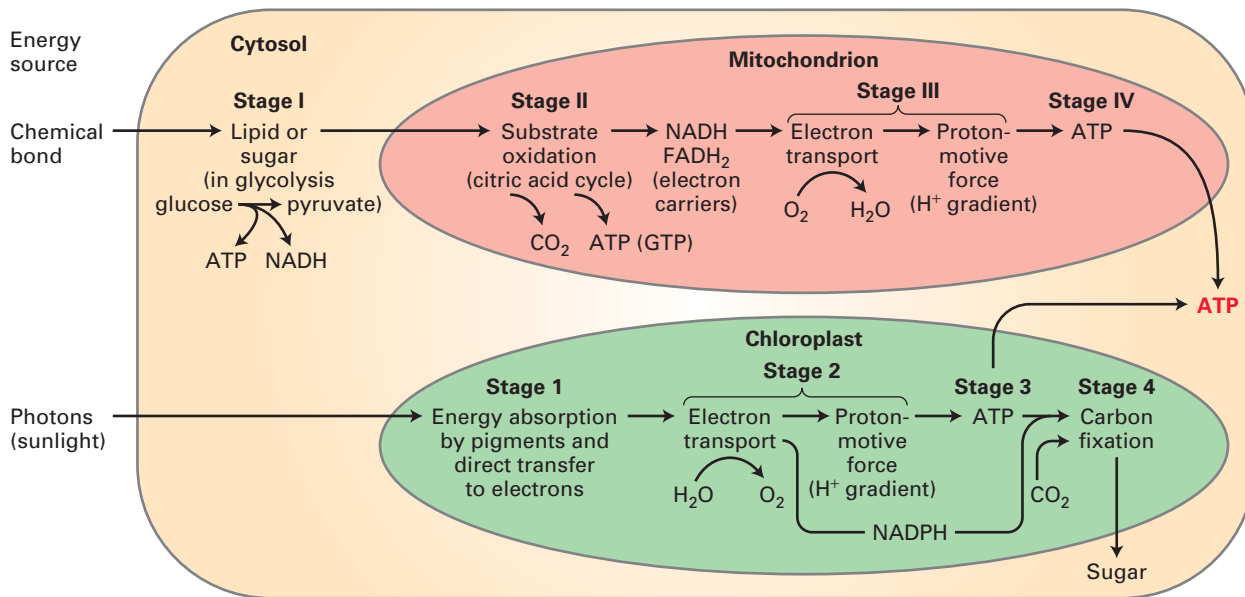 Energy
source
Cytosol
Mitochondrion
Stage I
Stage II
Stage III
Stage IV
Chemical
bond
Lipid or
sugar
(in glycolysis
glucose pyruvate)
ATP NADH
Substrate
oxidation
(citric acid cycle)
CO₂ ATP (GTP)
NADH
FADH₂
(electron
carriers)
Electron
transport
O₂ H₂O
Proton-
motive
force
(H⁺ gradient)
ATP
ATP
Chloroplast
Stage 1
Stage 2
Stage 3
Stage 4
Photons
(sunlight)
Energy absorption
by pigments and
direct transfer
to electrons
Electron
transport
H₂O O₂
Proton-
motive
force
(H⁺ gradient)
ATP
Carbon
fixation
CO₂
NADPH
Sugar